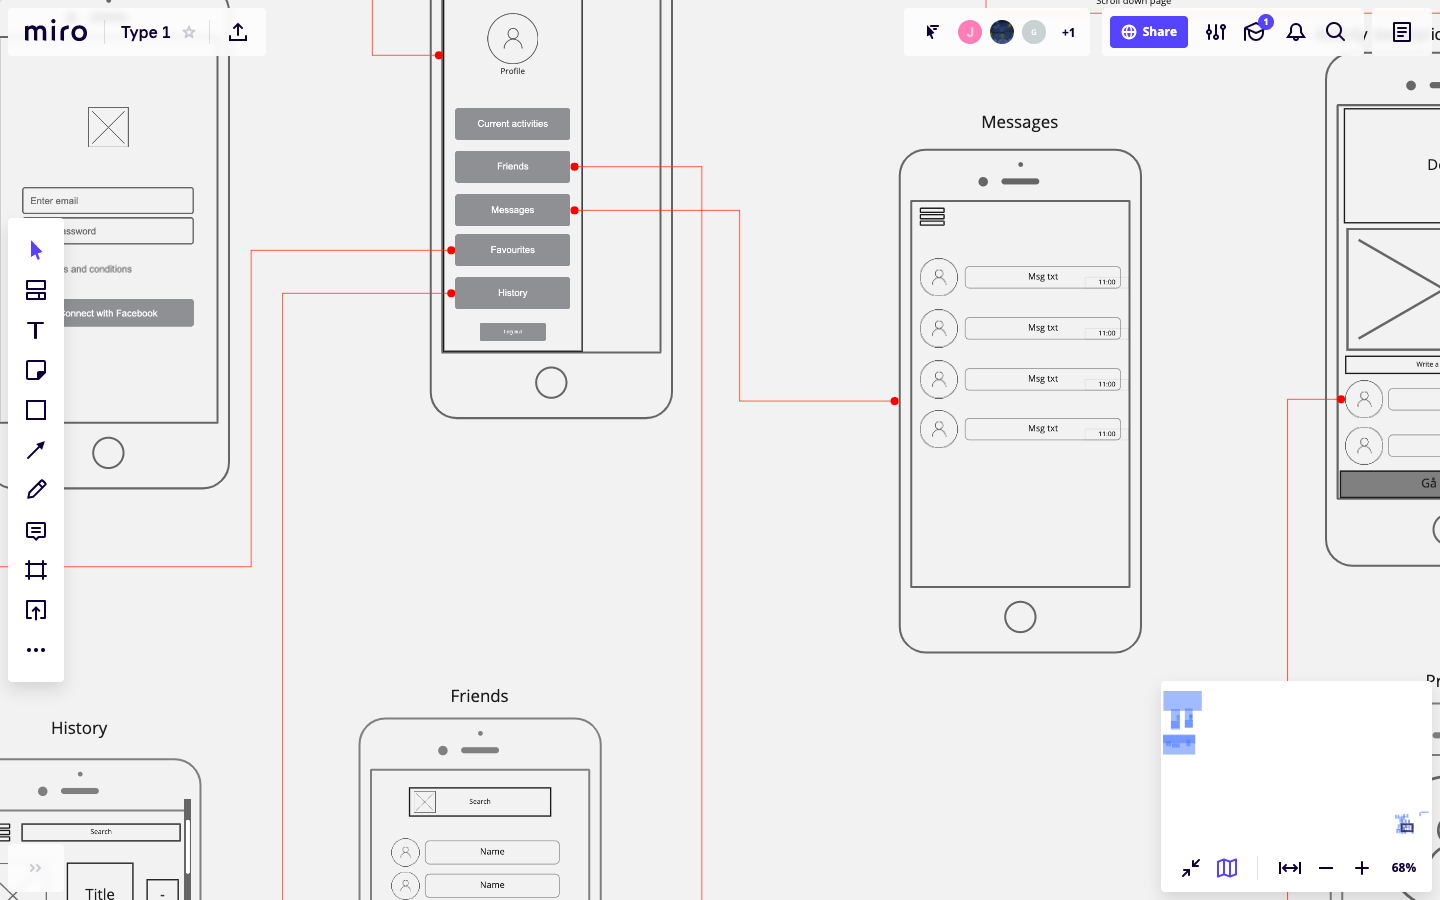 Scroll down page
miro
Type 1
J
G
+1
Share
1
Profile
Current activities
Friends
Messages
Favourites
History
Log out
Enter email
assword
s and conditions
onnect with Facebook
Messages
Msg txt
11:00
Msg txt
11:00
Msg txt
11:00
Msg txt
11:00
Write a
Gå
Friends
Search
Name
Name
History
Search
Title
-
Pr
68%